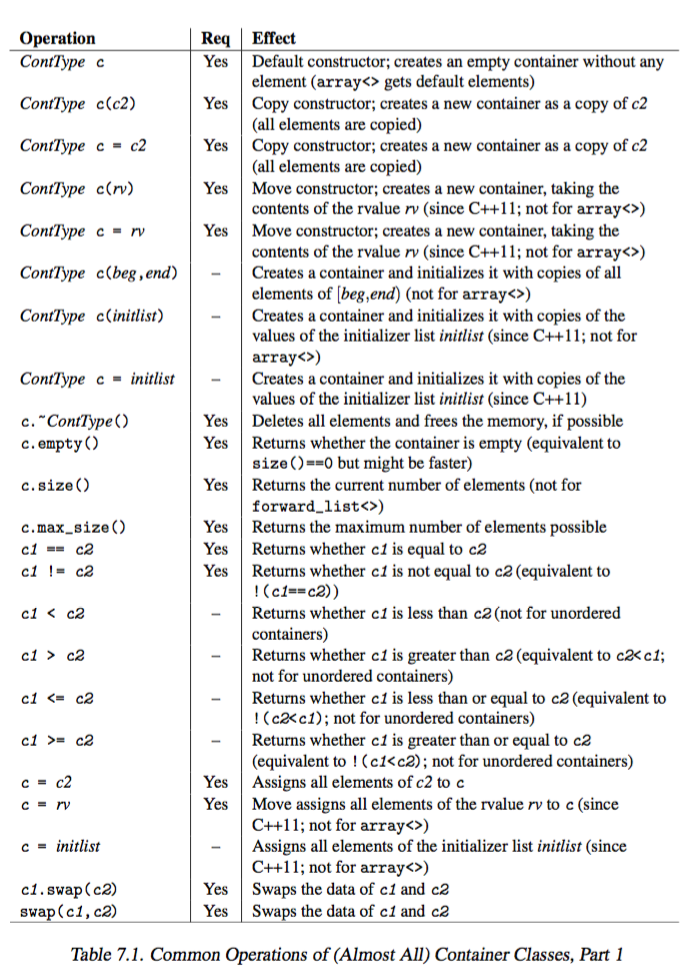 Operation Req Effect
ContType c Yes Default constructor; creates an empty container without any
element (array<> gets default elements)
ContType c(c2) Yes Copy constructor; creates a new container as a copy of c2
(all elements are copied)
ContType c = c2 Yes Copy constructor; creates a new container as a copy of c2
(all elements are copied)
ContType c(rv) Yes Move constructor; creates a new container, taking the
contents of the rvalue rv (since C++11; not for array<>)
ContType c = rv Yes Move constructor; creates a new container, taking the
contents of the rvalue rv (since C++11; not for array<>)
ContType c(beg,end) – Creates a container and initializes it with copies of all
elements of [beg,end) (not for array<>)
ContType c(initlist) – Creates a container and initializes it with copies of the
values of the initializer list initlist (since C++11; not for
array<>)
ContType c = initlist – Creates a container and initializes it with copies of the
values of the initializer list initlist (since C++11)
c.~ContType() Yes Deletes all elements and frees the memory, if possible
c.empty() Yes Returns whether the container is empty (equivalent to
size()==0 but might be faster)
c.size() Yes Returns the current number of elements (not for
forward_list<>)
c.max_size() Yes Returns the maximum number of elements possible
c1 == c2 Yes Returns whether c1 is equal to c2
c1 != c2 Yes Returns whether c1 is not equal to c2 (equivalent to
!(c1==c2))
c1 < c2 – Returns whether c1 is less than c2 (not for unordered
containers)
c1 > c2 – Returns whether c1 is greater than c2 (equivalent to c2<c1;
not for unordered containers)
c1 <= c2 – Returns whether c1 is less than or equal to c2 (equivalent to
!(c2<c1); not for unordered containers)
c1 >= c2 – Returns whether c1 is greater than or equal to c2
(equivalent to !(c1<c2); not for unordered containers)
c = c2 Yes Assigns all elements of c2 to c
c = rv Yes Move assigns all elements of the rvalue rv to c (since
C++11; not for array<>)
c = initlist – Assigns all elements of the initializer list initlist (since
C++11; not for array<>)
c1.swap(c2) Yes Swaps the data of c1 and c2
swap(c1,c2) Yes Swaps the data of c1 and c2
Table 7.1. Common Operations of (Almost All) Container Classes, Part 1